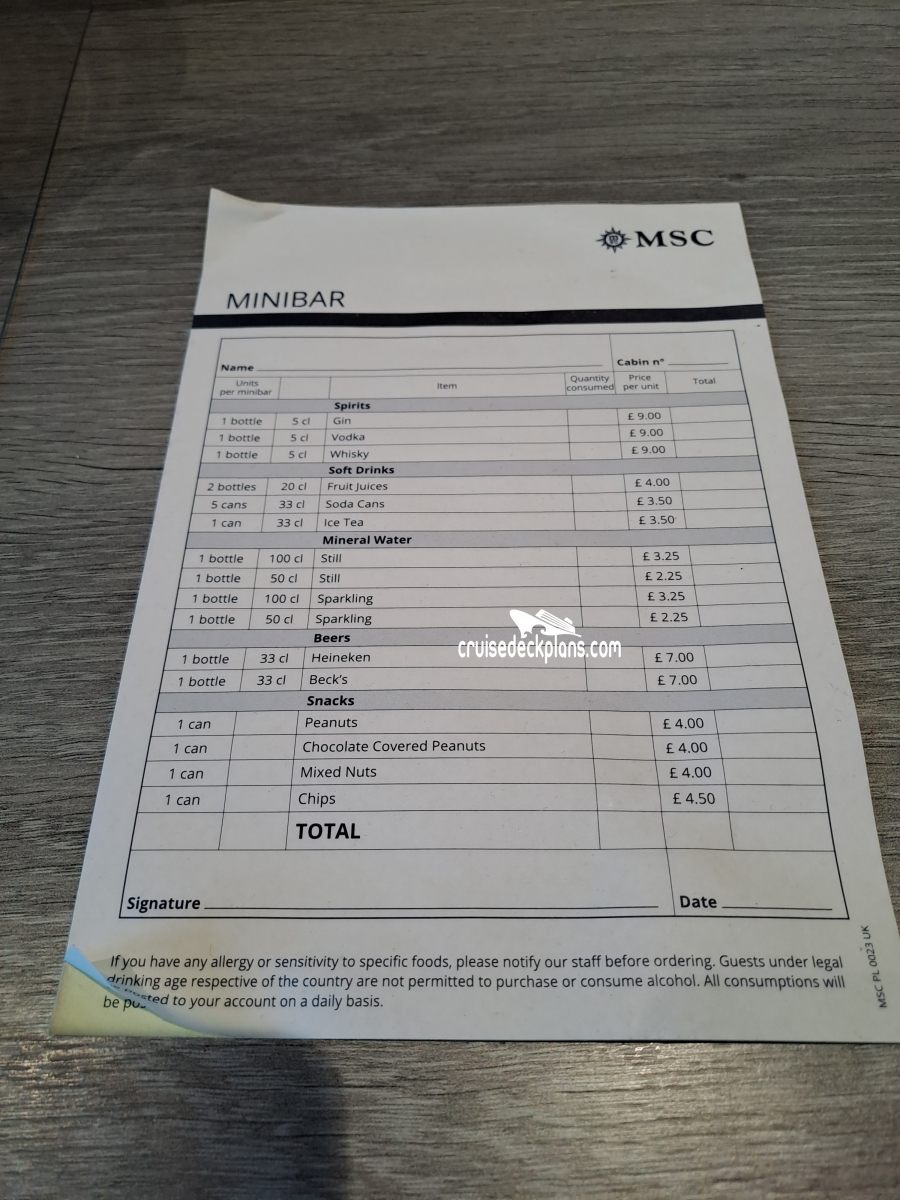 MSC
MINIBAR
Name Cabin n°
Units per minibar Item Quantity consumed Price per unit Total
Spirits
1 bottle 5 cl Gin £ 9.00
1 bottle 5 cl Vodka £ 9.00
1 bottle 5 cl Whisky £ 9.00
Soft Drinks
2 bottles 20 cl Fruit Juices £ 4.00
5 cans 33 cl Soda Cans £ 3.50
1 can 33 cl Ice Tea £ 3.50
Mineral Water
1 bottle 100 cl Still £ 3.25
1 bottle 50 cl Still £ 2.25
1 bottle 100 cl Sparkling £ 3.25
1 bottle 50 cl Sparkling £ 2.25
Beers
cruisedeckplans.com
1 bottle 33 cl Heineken £ 7.00
1 bottle 33 cl Beck's £ 7.00
Snacks
1 can Peanuts £ 4.00
1 can Chocolate Covered Peanuts £ 4.00
1 can Mixed Nuts £ 4.00
1 can Chips £ 4.50
TOTAL
Signature Date
If you have any allergy or sensitivity to specific foods, please notify our staff before ordering. Guests under legal
drinking age respective of the country are not permitted to purchase or consume alcohol. All consumptions will
be posted to your account on a daily basis.
MSC PL 0023 UK